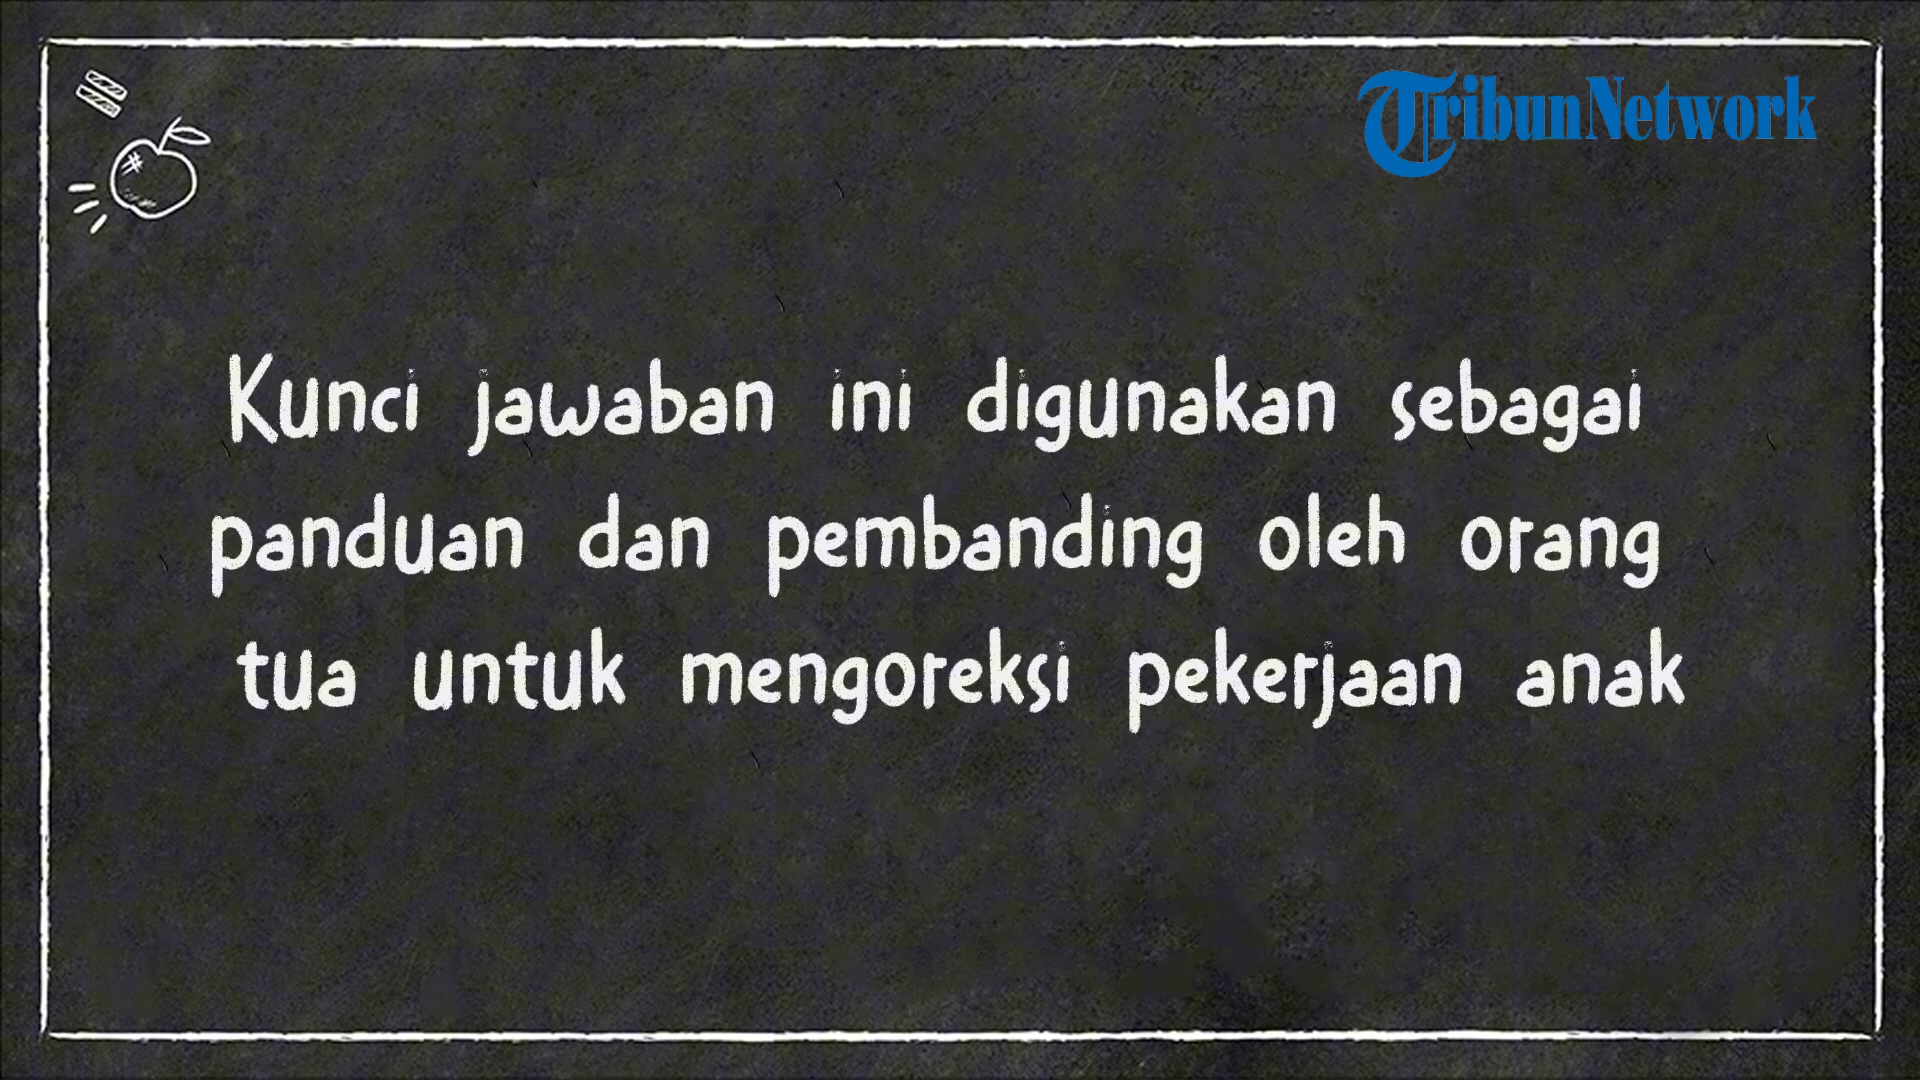 TribunNetwork
Kunci jawaban ini digunakan sebagai
panduan dan pembanding oleh orang
tua untuk mengoreksi pekerjaan anak